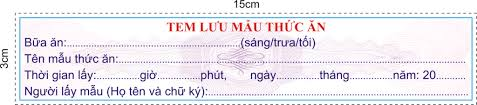 15cm
3cm
TEM LƯU MẪU THỨC ĂN
Bữa ăn:..................................................(sáng/trưa/tối)
Tên mẫu thức ăn:..............................................................................
Thời gian lấy:..............giờ..............phút, ngày..............tháng..............năm: 20......
Người lấy mẫu (Họ tên và chữ ký):..................................................